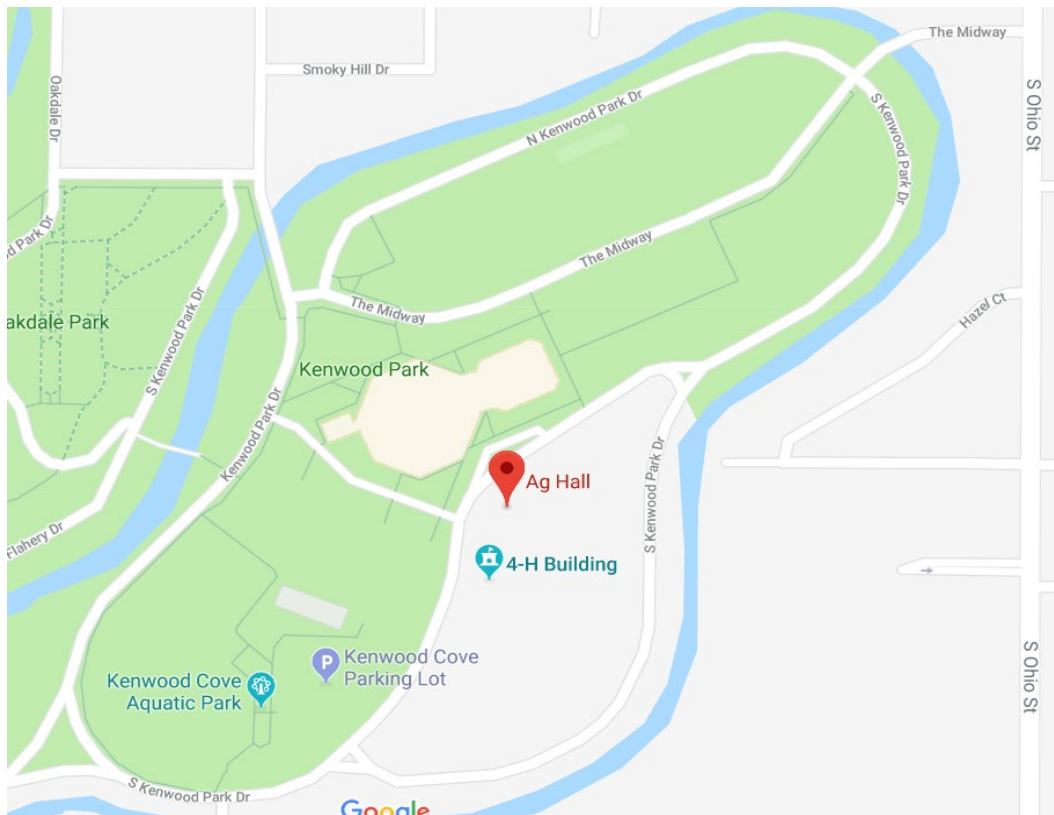 The Midway
Smoky Hill Dr
Oakdale Dr
N Kenwood Park Dr
S Kenwood Park Dr
S Ohio St
d Park Dr
The Midway
The Midway
S Kenwood Park Dr
Hazel Ct
akdale Park
Kenwood Park
Kenwood Park Dr
S Kenwood Park Dr
Ag Hall
Flahery Dr
4-H Building
P
Kenwood Cove
Parking Lot
Kenwood Cove
Aquatic Park
S Ohio St
S Kenwood Park Dr
Google